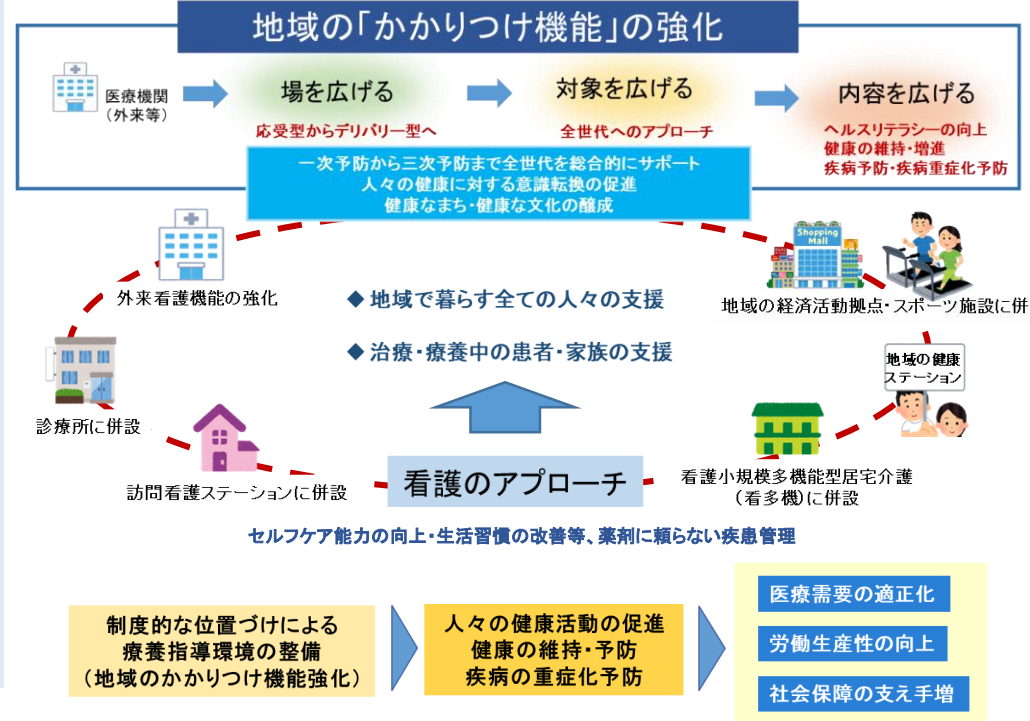 地域の「かかりつけ機能」の強化
医療機関
（外来等）
場を広げる
応受型からデリバリー型へ
対象を広げる
全世代へのアプローチ
内容を広げる
ヘルスリテラシーの向上
健康の維持・増進
疾病予防・疾病重症化予防
一次予防から三次予防まで全世代を総合的にサポート
人々の健康に対する意識転換の促進
健康なまち・健康な文化の醸成
外来看護機能の強化
Shopping
Mall
地域の経済活動拠点・スポーツ施設に併
◆ 地域で暮らす全ての人々の支援
◆ 治療・療養中の患者・家族の支援
地域の健康
ステーション
診療所に併設
訪問看護ステーションに併設
看護のアプローチ
看護小規模多機能型居宅介護
（看多機）に併設
セルフケア能力の向上・生活習慣の改善等、薬剤に頼らない疾患管理
制度的な位置づけによる
療養指導環境の整備
（地域のかかりつけ機能強化）
人々の健康活動の促進
健康の維持・予防
疾病の重症化予防
医療需要の適正化
労働生産性の向上
社会保障の支え手増